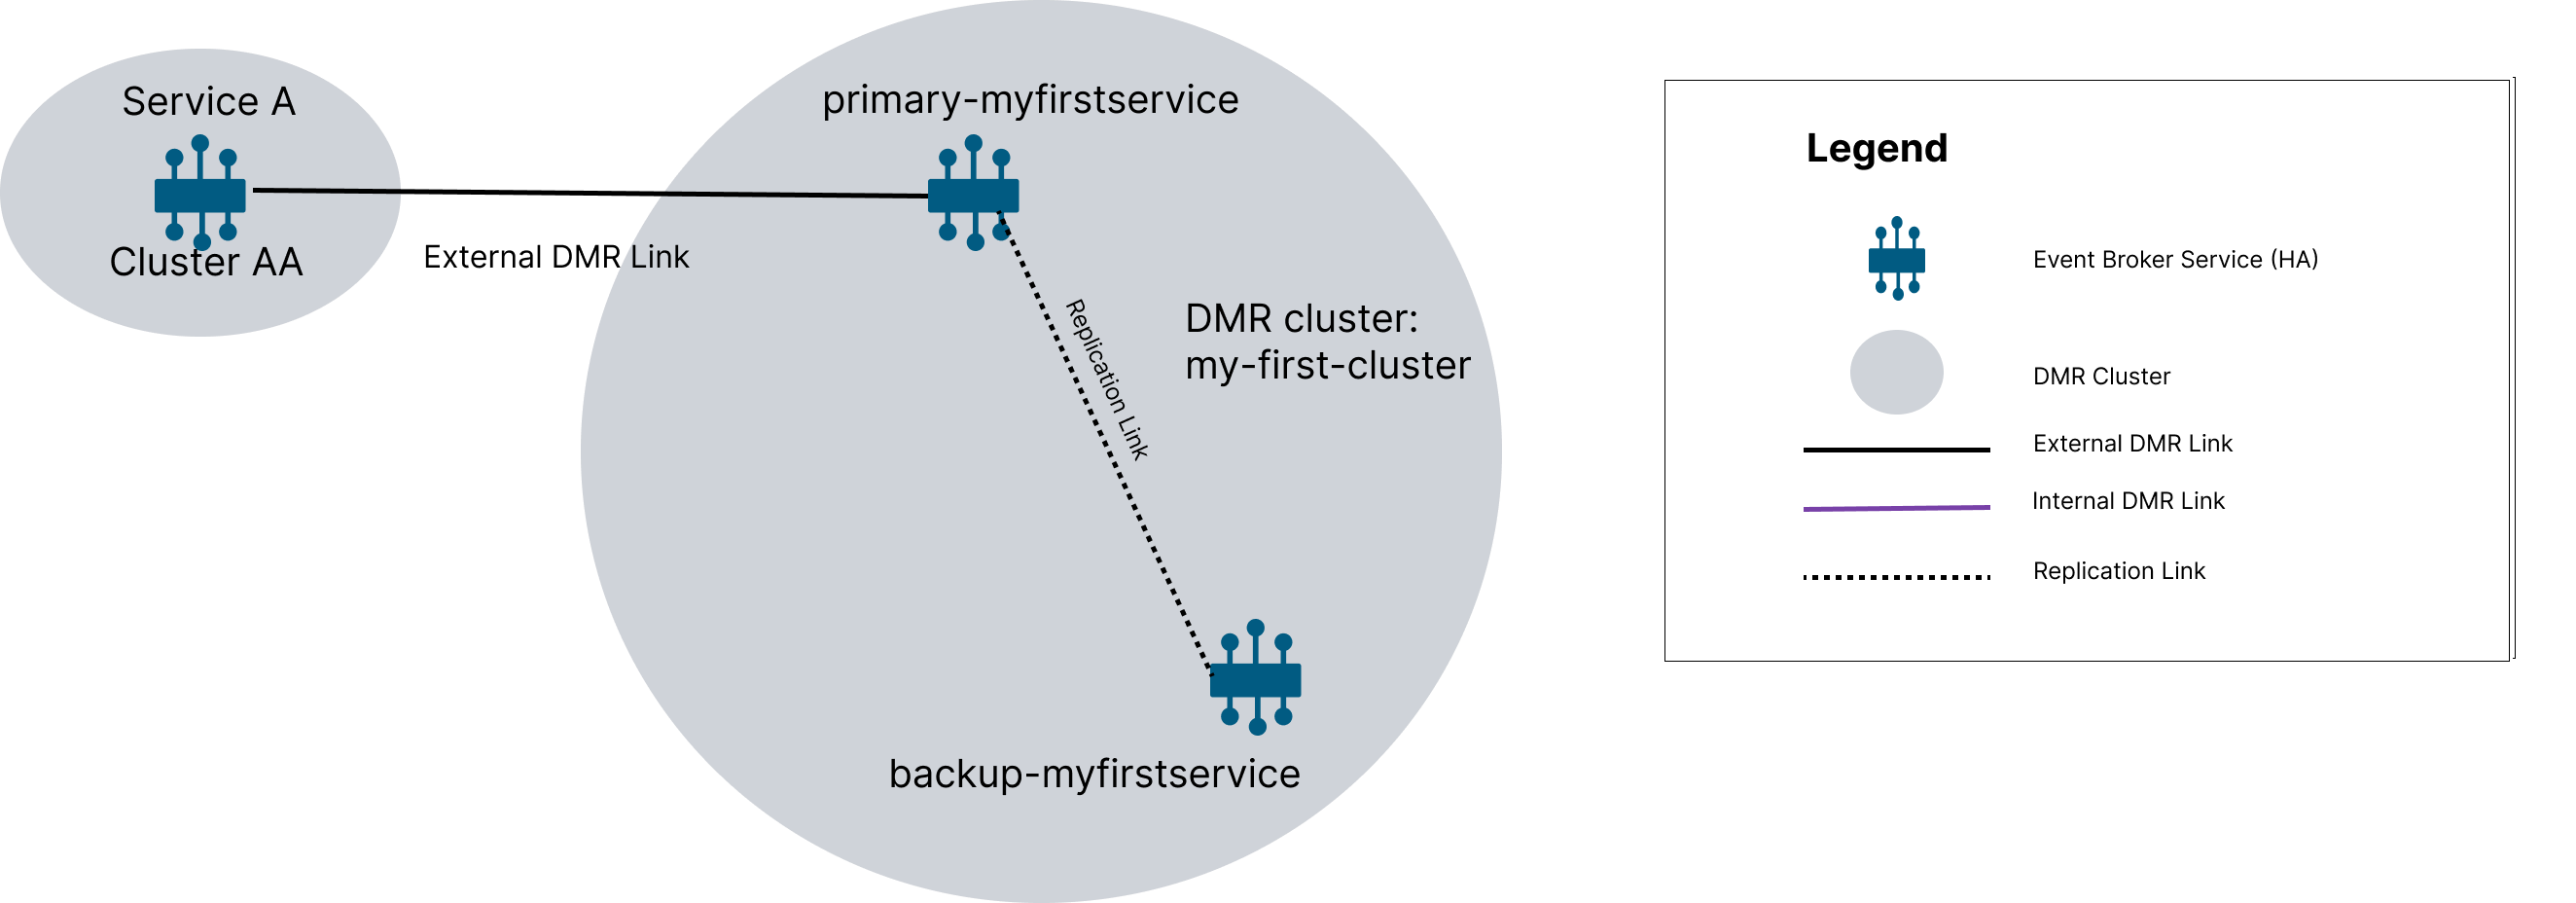 Service A
Cluster AA
External DMR Link
primary-myfirstservice
Replication Link
DMR cluster:
my-first-cluster
backup-myfirstservice
Legend
Event Broker Service (HA)
DMR Cluster
External DMR Link
Internal DMR Link
Replication Link